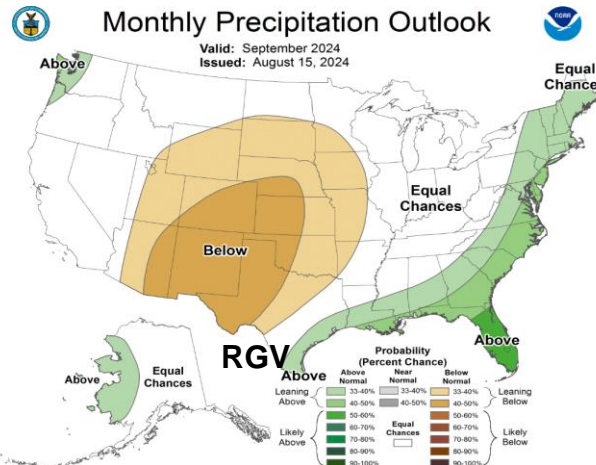 Monthly Precipitation Outlook
NOAA
Valid: September 2024
Issued: August 15, 2024
Above
Equal
Chances
Equal
Chances
Below
Above
Equal
Chances
RGV
Above
Above
Probability
(Percent Chance)
Above Normal
Near Normal
Below Normal
Leaning Above
33-40% 33-40% 33-40%
40-50% 40-50% 40-50%
Leaning Below
Likely Above
50-60% 50-60%
60-70% 60-70%
70-80% 70-80%
80-90% 80-90%
90-100% 90-100%
Equal Chances
Likely Below